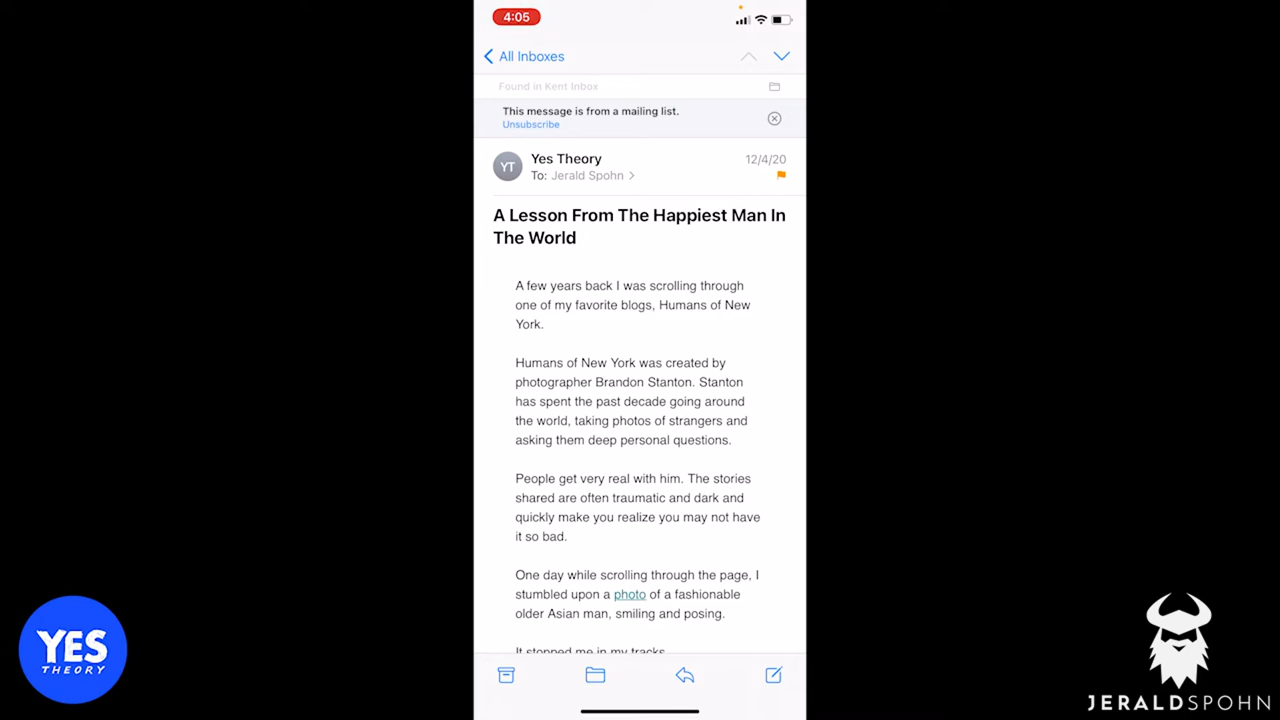 4:05
All Inboxes
Found in Kent Inbox
This message is from a mailing list.
Unsubscribe
YT
Yes Theory
12/4/20
To: Jerald Spohn
A Lesson From The Happiest Man In
The World
A few years back I was scrolling through
one of my favorite blogs, Humans of New
York.
Humans of New York was created by
photographer Brandon Stanton. Stanton
has spent the past decade going around
the world, taking photos of strangers and
asking them deep personal questions.
People get very real with him. The stories
shared are often traumatic and dark and
quickly make you realize you may not have
it so bad.
One day while scrolling through the page, I
stumbled upon a photo of a fashionable
older Asian man, smiling and posing.
It stopped me in my tracks.
YES
THEORY
JERALDSPOHN